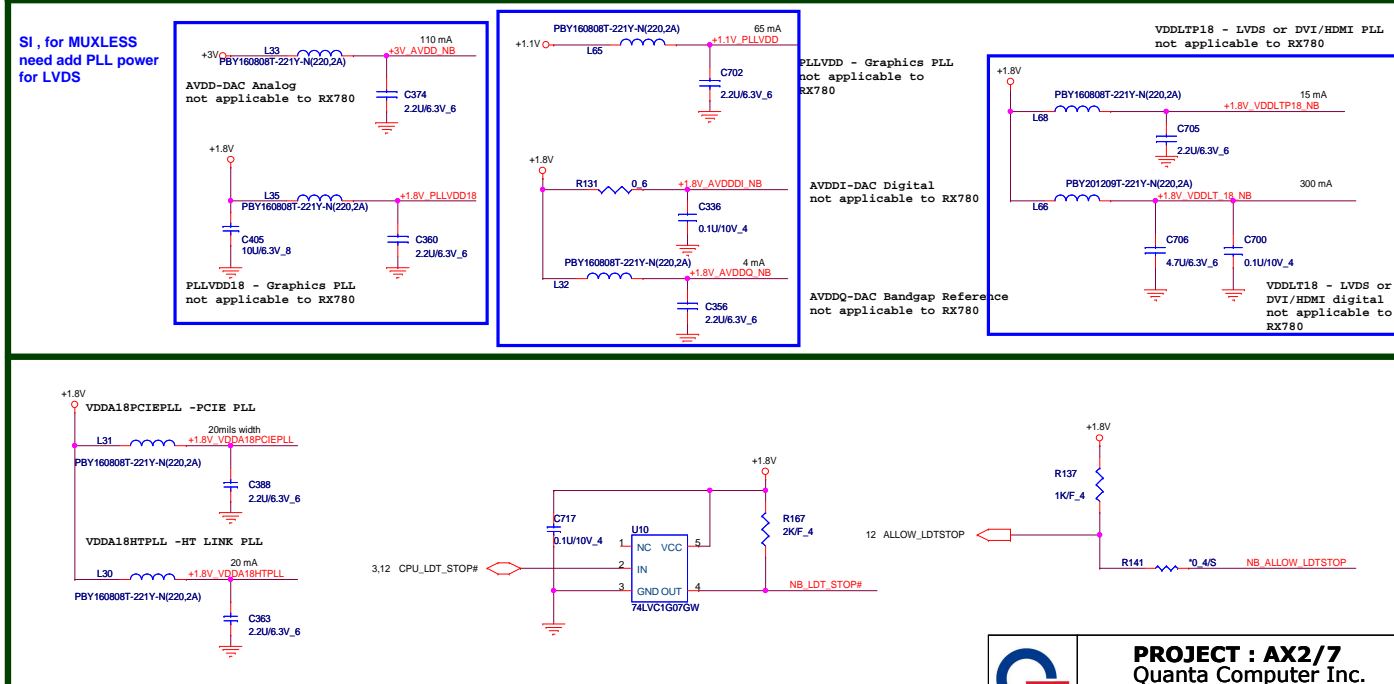 SI , for MUXLESS
need add PLL power
for LVDS
+3V
L33
PBY160808T-221Y-N(220,2A)
110 mA
+3V_AVDD_NB
AVDD-DAC Analog
not applicable to RX780
C374
2.2U/6.3V_6
+1.8V
L35
PBY160808T-221Y-N(220,2A)
+1.8V_PLLVDD18
C405
10U/6.3V_8
C360
2.2U/6.3V_6
PLLVDD18 - Graphics PLL
not applicable to RX780
PBY160808T-221Y-N(220,2A)
+1.1V
L65
65 mA
+1.1V_PLLVDD
C702
2.2U/6.3V_6
PLLVDD - Graphics PLL
not applicable to
RX780
+1.8V
R131
0_6
+1.8V_AVDDDI_NB
C336
0.1U/10V_4
AVDDI-DAC Digital
not applicable to RX780
PBY160808T-221Y-N(220,2A)
L32
4 mA
+1.8V_AVDDQ_NB
C356
2.2U/6.3V_6
AVDDQ-DAC Bandgap Reference
not applicable to RX780
VDDLTP18 - LVDS or DVI/HDMI PLL
not applicable to RX780
+1.8V
PBY160808T-221Y-N(220,2A)
L68
15 mA
+1.8V_VDDLTP18_NB
C705
2.2U/6.3V_6
PBY201209T-221Y-N(220,2A)
L66
+1.8V_VDDLT_18_NB
300 mA
C706
4.7U/6.3V_6
C700
0.1U/10V_4
VDDLT18 - LVDS or
DVI/HDMI digital
not applicable to
RX780
+1.8V
VDDA18PCIEPLL -PCIE PLL
20mils width
L31
+1.8V_VDDA18PCIEPLL
PBY160808T-221Y-N(220,2A)
C388
2.2U/6.3V_6
VDDA18HTPLL -HT LINK PLL
20 mA
L30
+1.8V_VDDA18HTPLL
PBY160808T-221Y-N(220,2A)
C363
2.2U/6.3V_6
+1.8V
C717
0.1U/10V_4
R167
2K/F_4
U10
1 NC VCC 5
3,12 CPU_LDT_STOP#
2 IN
3 GND OUT 4
74LVC1G07GW
NB_LDT_STOP#
+1.8V
R137
1K/F_4
12 ALLOW_LDTSTOP
R141
*0_4/S
NB_ALLOW_LDTSTOP
PROJECT : AX2/7
Quanta Computer Inc.